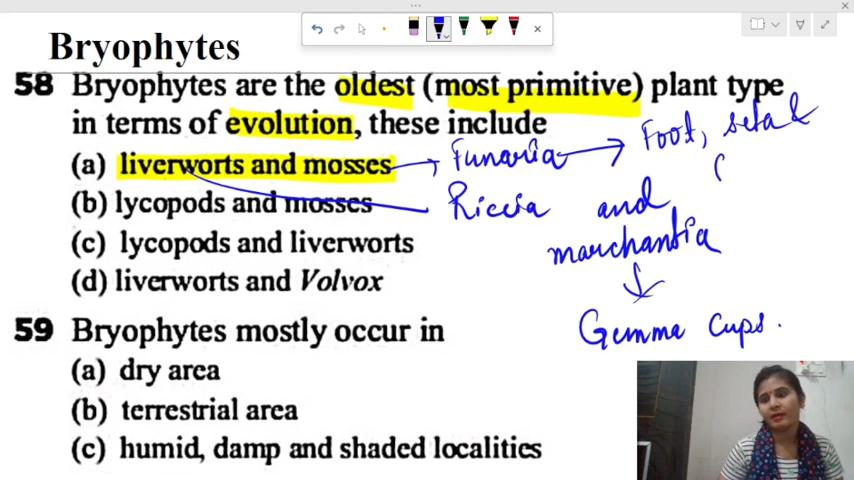 Bryophytes
58 Bryophytes are the oldest (most primitive) plant type
in terms of evolution, these include
(a) liverworts and mosses
Funaria
Foot, seta &
(
(b) lycopods and mosses
Riccia and
marchantia
Gemma cups.
(c) lycopods and liverworts
(d) liverworts and Volvox
59 Bryophytes mostly occur in
(a) dry area
(b) terrestrial area
(c) humid, damp and shaded localities